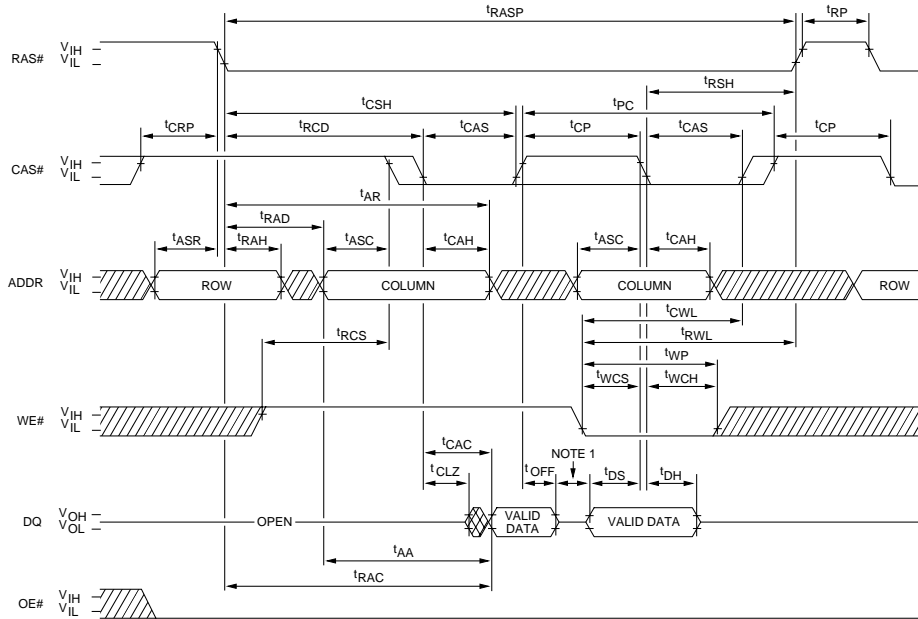 tRASP tRP
RAS# VIH
VIL
tRSH
tCSH tPC
tCRP tRCD tCAS tCP tCAS tCP
CAS# VIH
VIL
tAR
tRAD
tASR tRAH tASC tCAH tASC tCAH
ADDR VIH
VIL
ROW COLUMN COLUMN ROW
tCWL
tRCS tRWL
tWP
tWCS tWCH
WE# VIH
VIL
tCAC NOTE 1
tCLZ tOFF tDS tDH
DQ VOH
VOL
OPEN VALID DATA VALID DATA
tAA
tRAC
OE# VIH
VIL